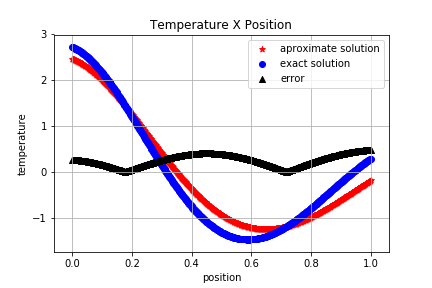 Temperature X Position
aproximate solution
exact solution
error
temperature
3
2
1
0
−1
0.0 0.2 0.4 0.6 0.8 1.0
position